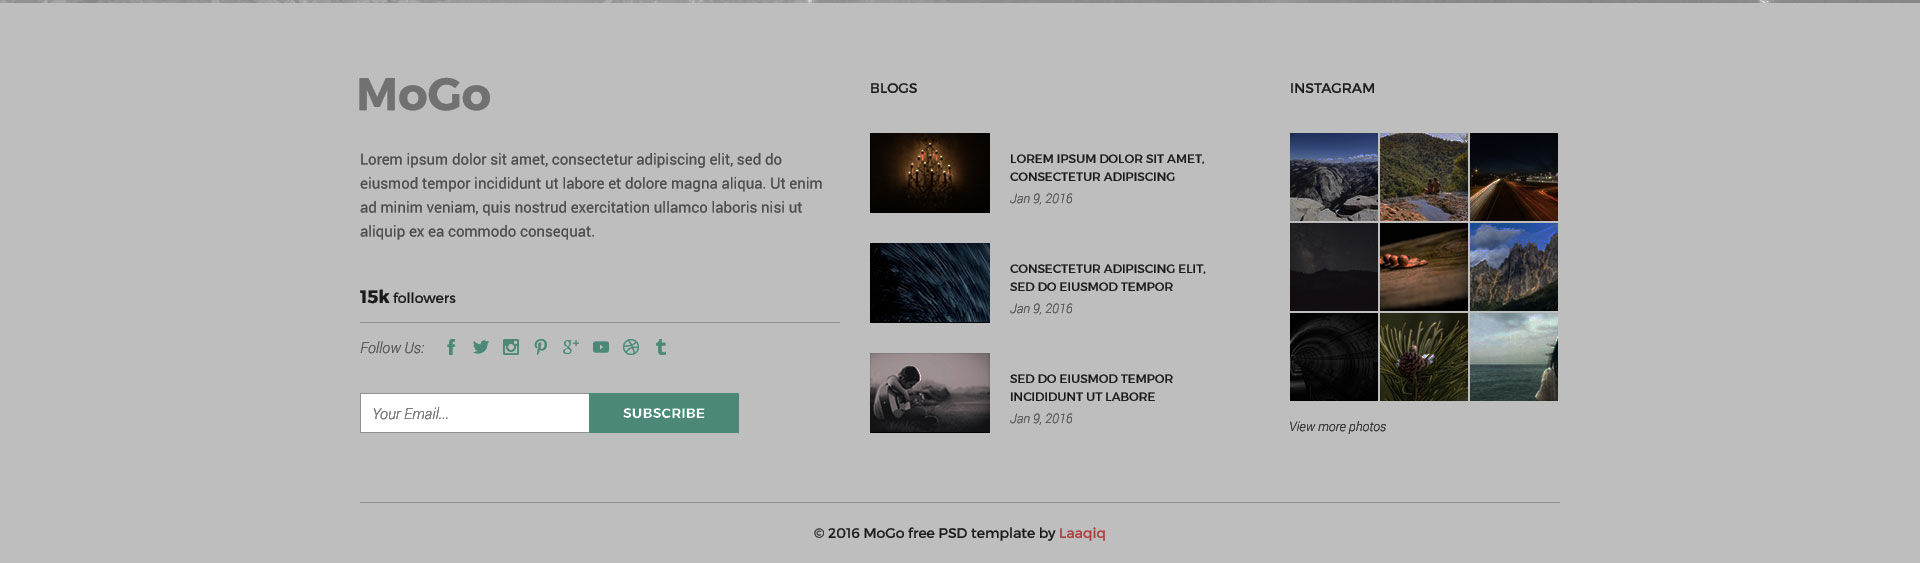 MoGo
Lorem ipsum dolor sit amet, consectetur adipiscing elit, sed do
eiusmod tempor incididunt ut labore et dolore magna aliqua. Ut enim
ad minim veniam, quis nostrud exercitation ullamco laboris nisi ut
aliquip ex ea commodo consequat.
15k followers
Follow Us:
Your Email...
SUBSCRIBE
BLOGS
LOREM IPSUM DOLOR SIT AMET,
CONSECTETUR ADIPISCING
Jan 9, 2016
CONSECTETUR ADIPISCING ELIT,
SED DO EIUSMOD TEMPOR
Jan 9, 2016
SED DO EIUSMOD TEMPOR
INCIDIDUNT UT LABORE
Jan 9, 2016
INSTAGRAM
View more photos
© 2016 MoGo free PSD template by Laaqiq